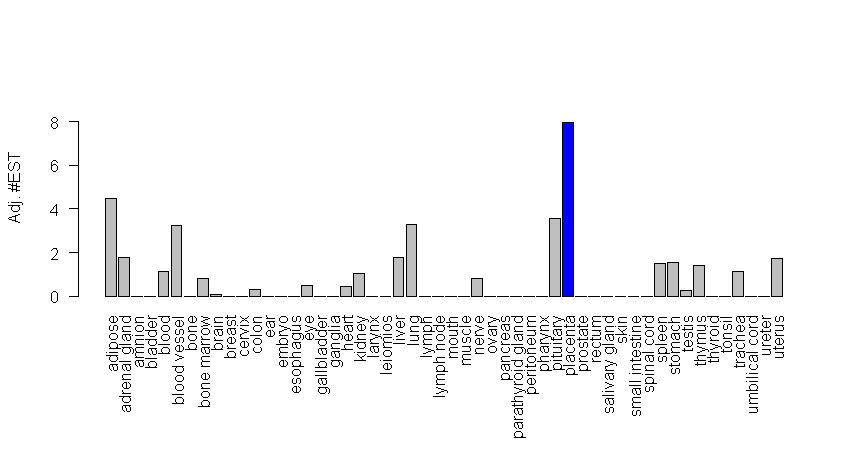 Adj. #EST
8
6
4
2
0
adipose
adrenal gland
amnion
bladder
blood
blood vessel
bone
bone marrow
brain
breast
cervix
colon
ear
embryo
esophagus
eye
gallbladder
ganglia
heart
kidney
larynx
leiomios
liver
lung
lymph
lymph node
mouth
muscle
nerve
ovary
pancreas
parathyroid gland
peritoneum
pharynx
pituitary
placenta
prostate
rectum
salivary gland
skin
small intestine
spinal cord
spleen
stomach
testis
thymus
thyroid
tonsil
trachea
umbilical cord
ureter
uterus